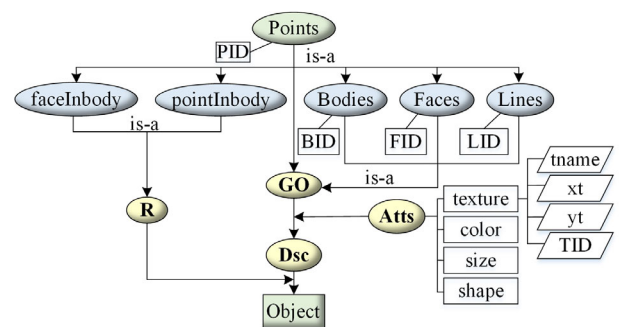 Points
PID
is-a
faceInbody pointInbody Bodies Faces Lines
is-a
BID FID LID
GO
is-a
R
Atts
texture
color
size
shape
tname
xt
yt
TID
Dsc
Object